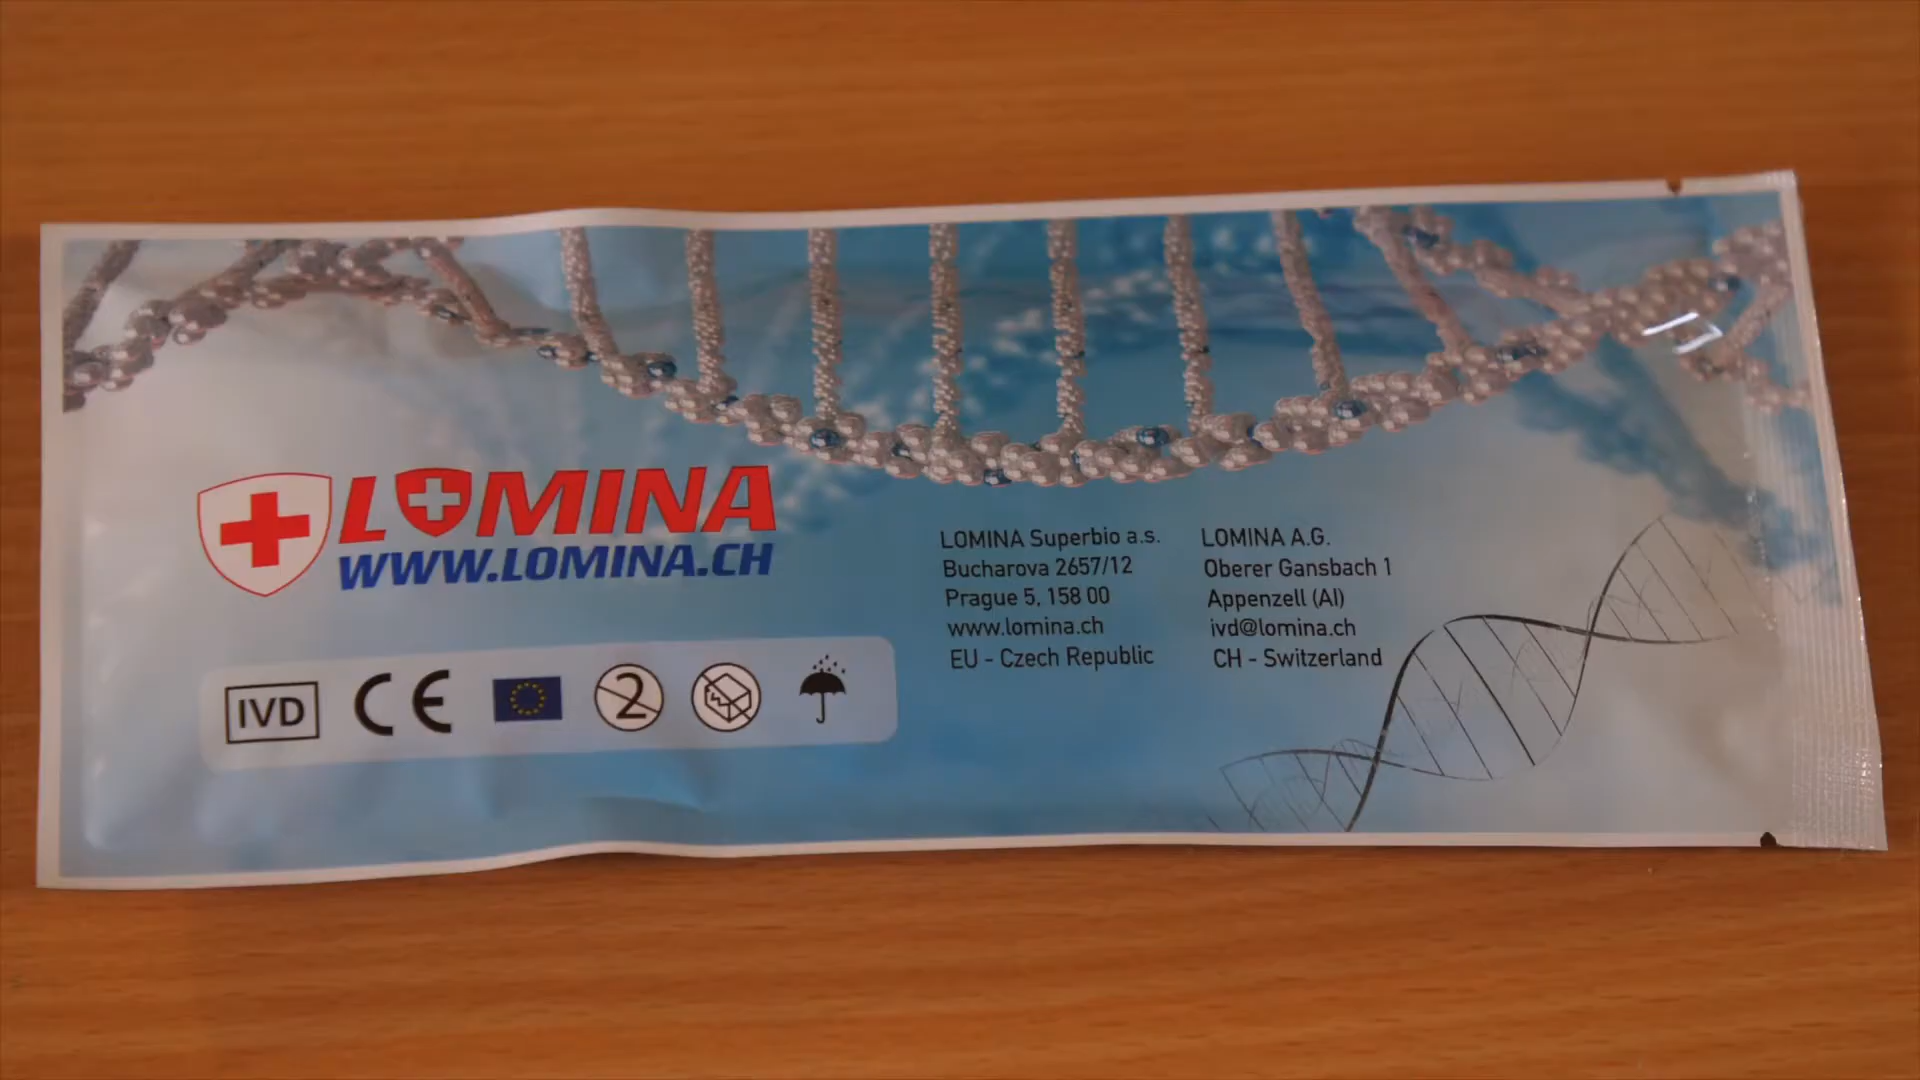 LOMINA
WWW.LOMINA.CH
LOMINA Superbio a.s.
Bucharova 2657/12
Prague 5, 158 00
www.lomina.ch
EU - Czech Republic
LOMINA A.G.
Oberer Gansbach 1
Appenzell (AI)
ivd@lomina.ch
CH - Switzerland
IVD CE 2